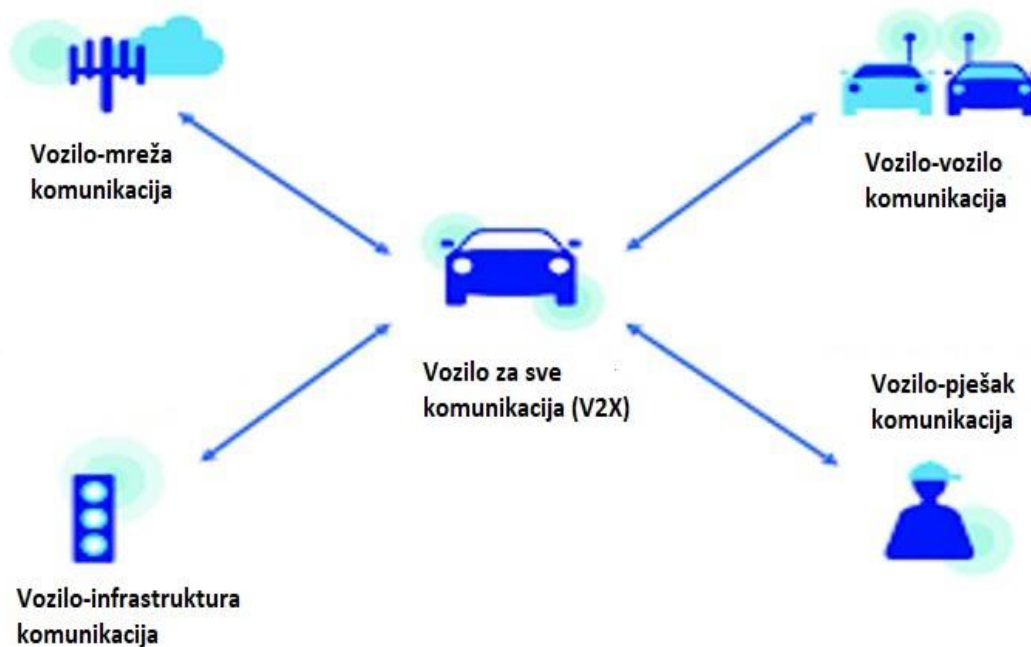 Vozilo-mreža
komunikacija
Vozilo-vozilo
komunikacija
Vozilo za sve
komunikacija (V2X)
Vozilo-pješak
komunikacija
Vozilo-infrastruktura
komunikacija